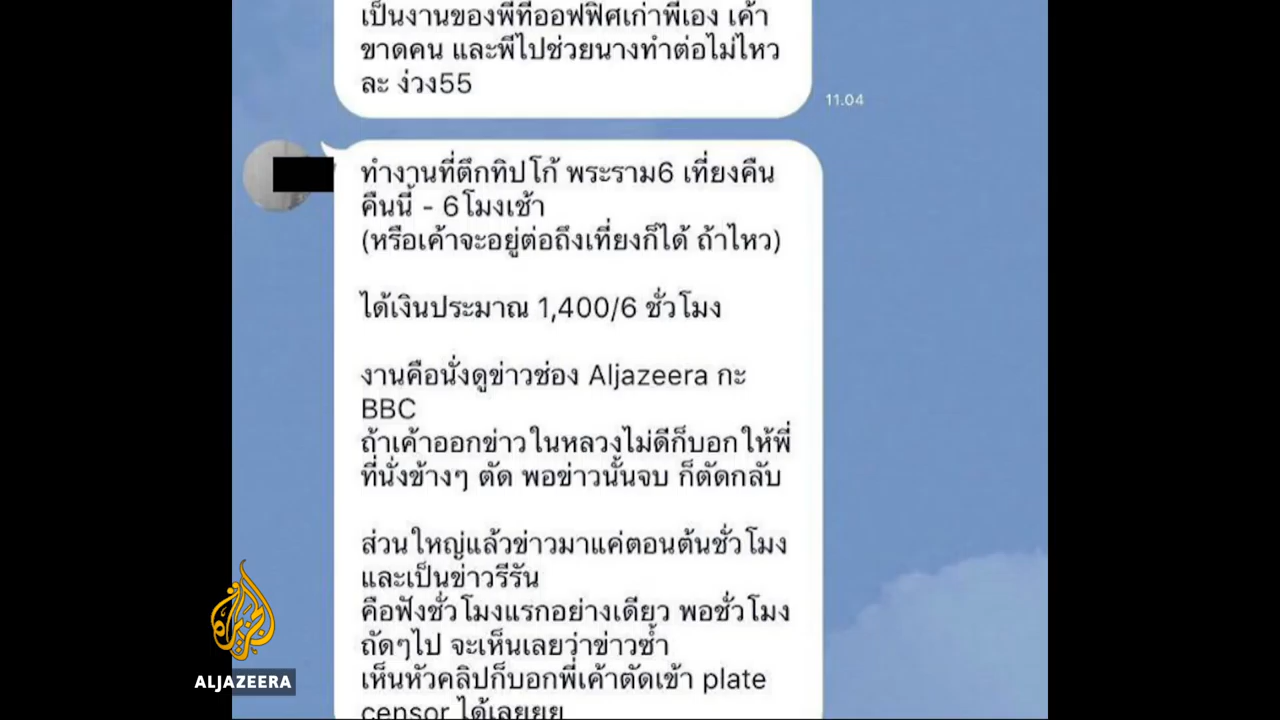 เป็นงานของพี่ที่ออฟฟิศเก่าพี่เอง เค้า
ขาดคน และพี่ไปช่วยนางทำต่อไม่ไหว
ละ ง่วง55
11.04
ทำงานที่ตึกทิปโก้ พระราม6 เที่ยงคืน
คืนนี้ - 6โมงเช้า
(หรือเค้าจะอยู่ต่อถึงเที่ยงก็ได้ ถ้าไหว)
ได้เงินประมาณ 1,400/6 ชั่วโมง
งานคือนั่งดูข่าวช่อง Aljazeera กะ
BBC
ถ้าเค้าออกข่าวในหลวงไม่ดีก็บอกให้พี่
ที่นั่งข้างๆ ตัด พอข่าวนั้นจบ ก็ตัดกลับ
ส่วนใหญ่แล้วข่าวมาแค่ตอนต้นชั่วโมง
และเป็นข่าวรีรัน
คือฟังชั่วโมงแรกอย่างเดียว พอชั่วโมง
ถัดๆไป จะเห็นเลยว่าข่าวซ้ำ
เห็นหัวคลิปก็บอกพี่เค้าตัดเข้า plate
censor ได้เลยยย
ALJAZEERA